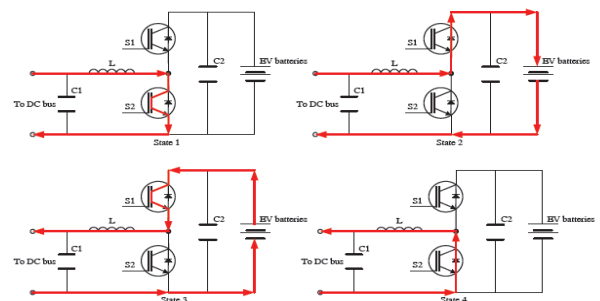 S1
L
C2
EV batteries
C1
To DC bus
S2
State 1
S1
L
C2
EV batteries
C1
To DC bus
S2
State 2
S1
L
C2
EV batteries
C1
To DC bus
S2
State 3
S1
L
C2
EV batteries
C1
To DC bus
S2
State 4